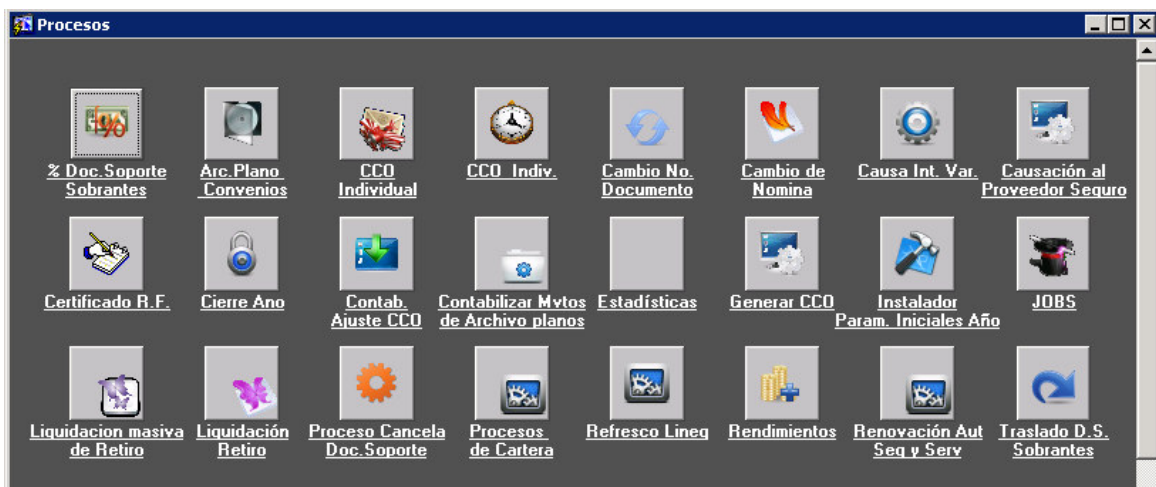 Procesos
% Doc.Soporte
Sobrantes
Arc.Plano
Convenios
CCO
Individual
CCO Indiv.
Cambio No.
Documento
Cambio de
Nomina
Causa Int. Var.
Causación al
Proveedor Seguro
Certificado R.F.
Cierre Ano
Contab.
Ajuste CCO
Contabilizar Mvtos
de Archivo planos
Estadísticas
Generar CCO
Instalador
Param. Iniciales Año
JOBS
Liquidacion masiva
de Retiro
Liquidación
Retiro
Proceso Cancela
Doc.Soporte
Procesos
de Cartera
Refresco Lineq
Rendimientos
Renovación Aut
Seq y Serv
Traslado D.S.
Sobrantes